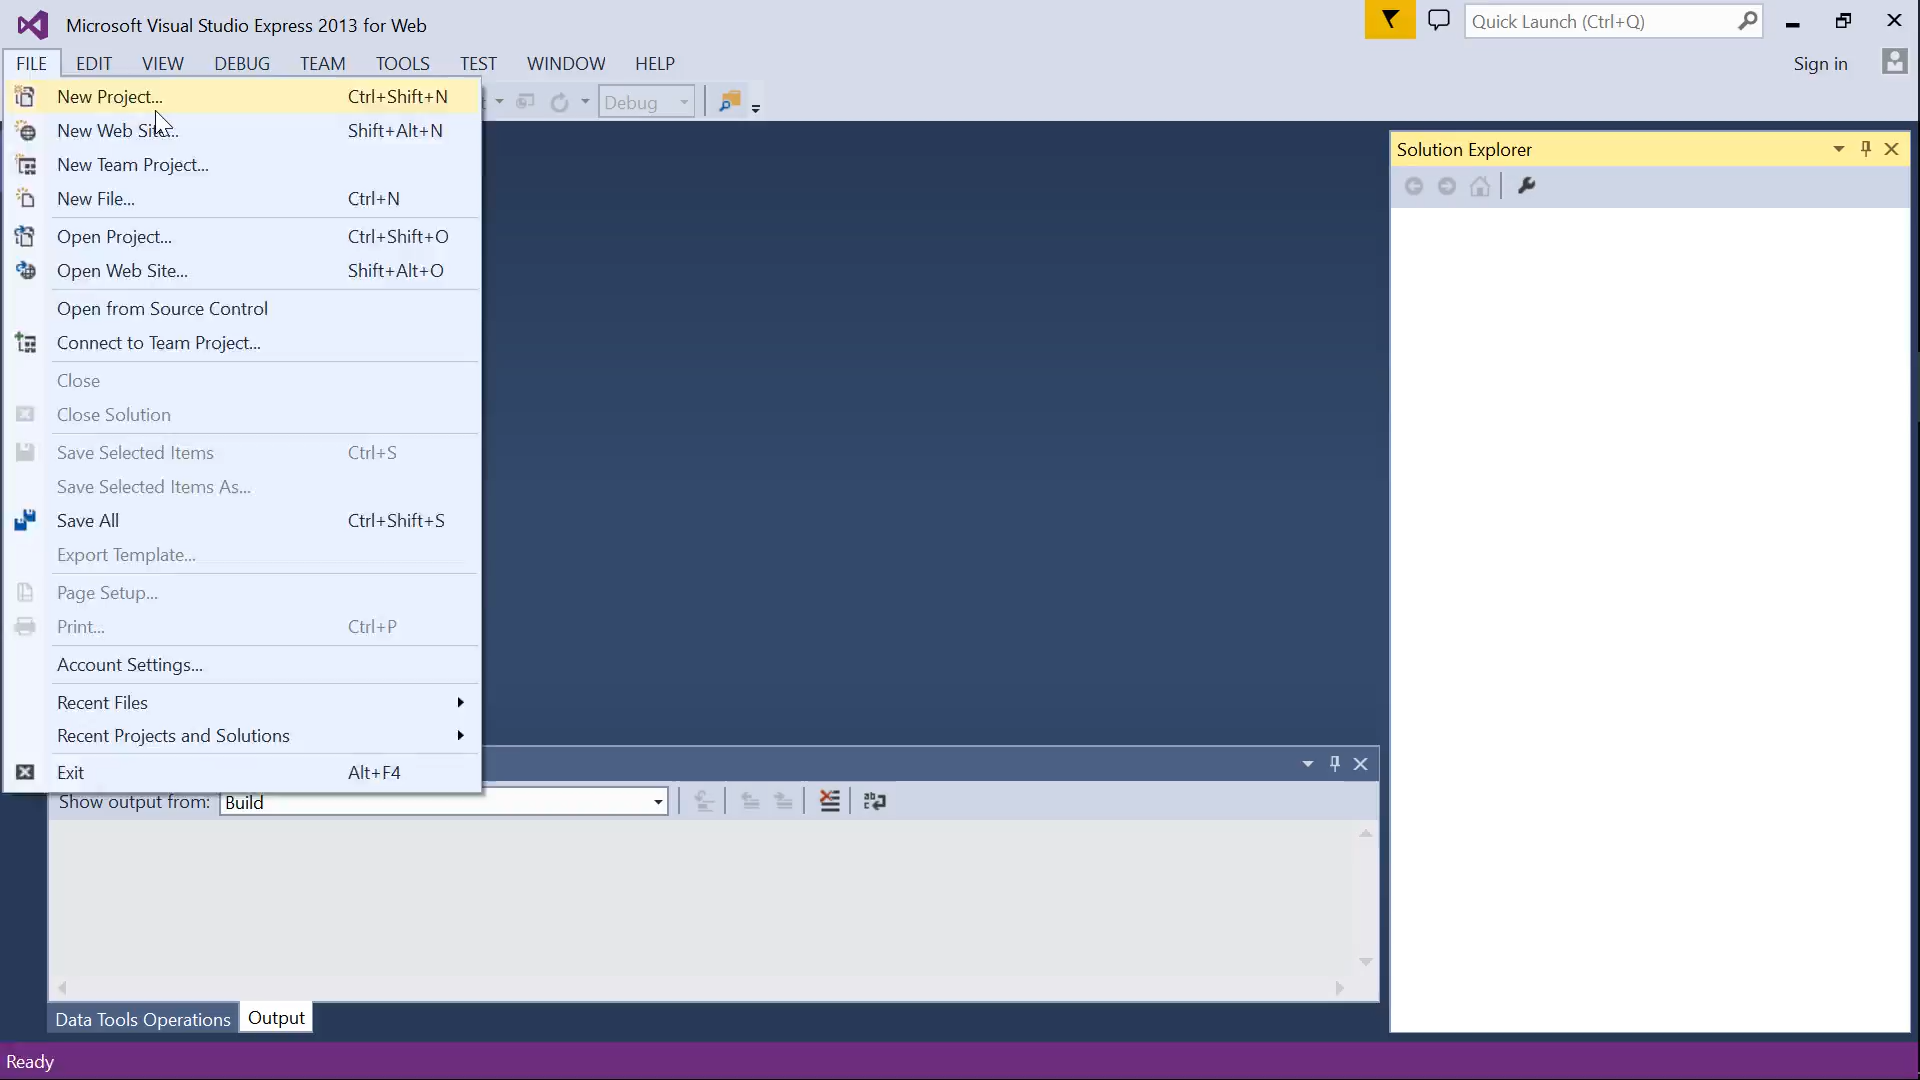 Microsoft Visual Studio Express 2013 for Web
Quick Launch (Ctrl+Q)
FILE EDIT VIEW DEBUG TEAM TOOLS TEST WINDOW HELP
Sign in
New Project... Ctrl+Shift+N
Debug
New Web Site... Shift+Alt+N
New Team Project...
New File... Ctrl+N
Open Project... Ctrl+Shift+O
Open Web Site... Shift+Alt+O
Open from Source Control
Connect to Team Project...
Close
Close Solution
Save Selected Items Ctrl+S
Save Selected Items As...
Save All Ctrl+Shift+S
Export Template...
Page Setup...
Print... Ctrl+P
Account Settings...
Recent Files
Recent Projects and Solutions
Exit Alt+F4
Solution Explorer
Show output from: Build
Data Tools Operations Output
Ready